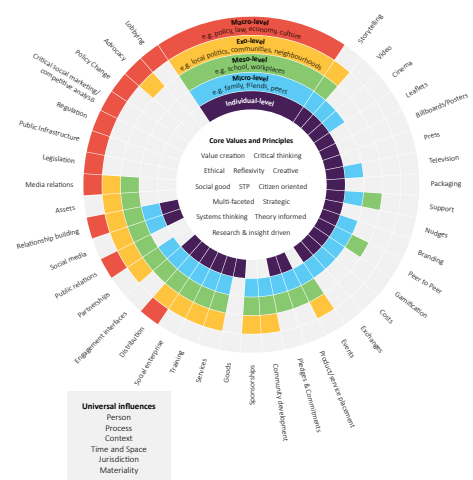 Macro-level
e.g. policy, law, economy, culture
Exo-level
e.g. local politics, communities, neighbourhoods
Meso-level
e.g. school, workplaces
Micro-level
e.g. family, friends, peers
Individual-level
Core Values and Principles
Value creation Critical thinking
Ethical Reflexivity Creative
Social good STP Citizen oriented
Multi-faceted Strategic
Systems thinking Theory informed
Research & insight driven
Storytelling
Video
Cinema
Leaflets
Billboards/Posters
Press
Television
Packaging
Support
Nudges
Branding
Peer to Peer
Gamification
Costs
Exchanges
Events
Product/service placement
Pledges & Commitments
Community development
Sponsorships
Goods
Services
Training
Social enterprise
Distribution
Engagement interfaces
Partnerships
Public relations
Social media
Relationship building
Assets
Media relations
Legislation
Public Infrastructure
Regulation
Critical social marketing/
competitive analysis
Policy Change
Advocacy
Lobbying
Universal influences
Person
Process
Context
Time and Space
Jurisdiction
Materiality